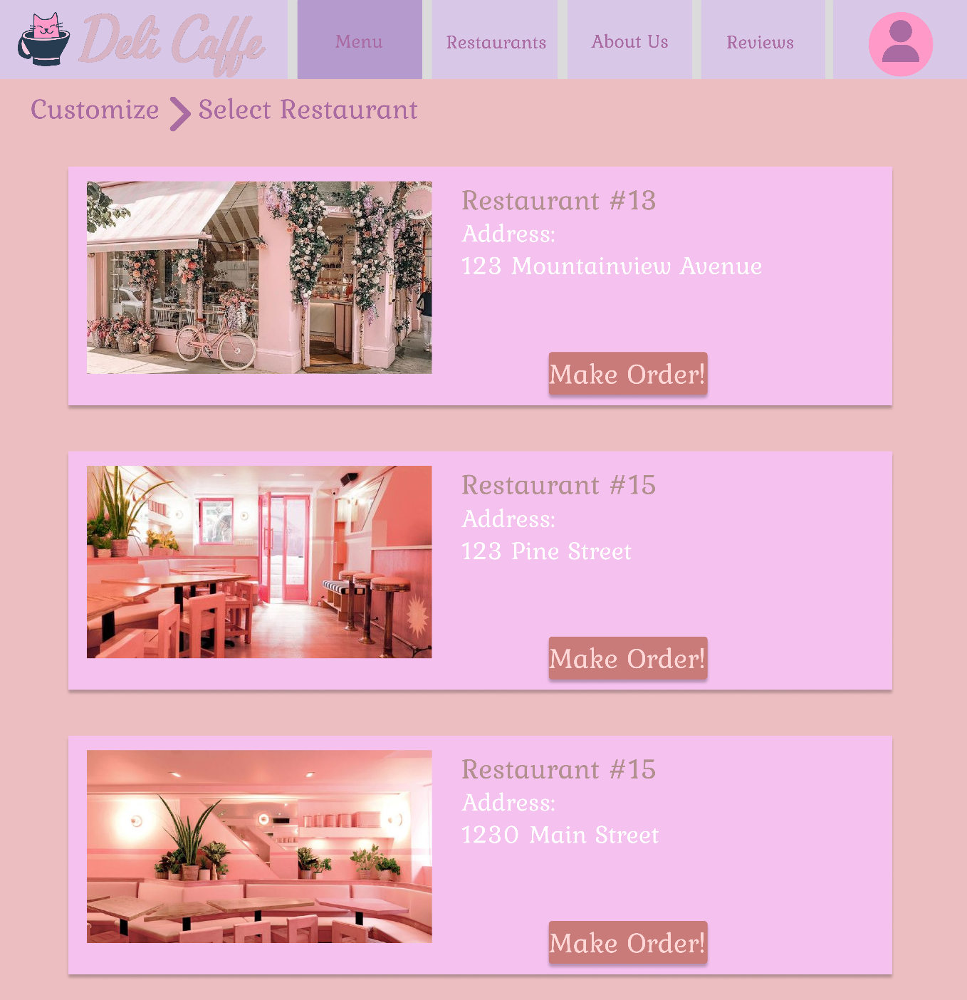 Deli Caffe
Menu
Restaurants
About Us
Reviews
Customize
Select Restaurant
Restaurant #13
Address:
123 Mountainview Avenue
Make Order!
Restaurant #15
Address:
123 Pine Street
Make Order!
Restaurant #15
Address:
1230 Main Street
Make Order!